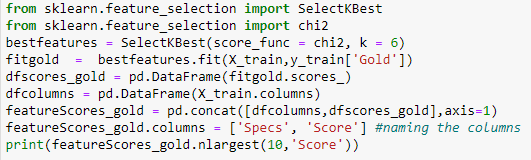 from sklearn.feature_selection import SelectKBest
from sklearn.feature_selection import chi2
bestfeatures = SelectKBest(score_func = chi2, k = 6)
fitgold  =  bestfeatures.fit(X_train,y_train['Gold'])
dfscores_gold = pd.DataFrame(fitgold.scores_)
dfcolumns = pd.DataFrame(X_train.columns)
featureScores_gold = pd.concat([dfcolumns,dfscores_gold],axis=1)
featureScores_gold.columns = ['Specs', 'Score'] #naming the columns
print(featureScores_gold.nlargest(10,'Score'))